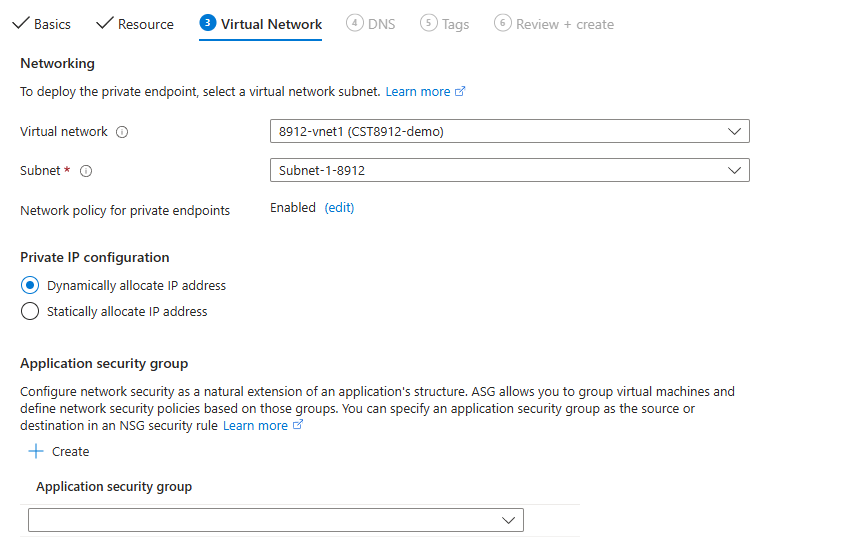 Basics Resource 3 Virtual Network 4 DNS 5 Tags 6 Review + create
Networking
To deploy the private endpoint, select a virtual network subnet. Learn more
Virtual network 8912-vnet1 (CST8912-demo)
Subnet * Subnet-1-8912
Network policy for private endpoints Enabled (edit)
Private IP configuration
Dynamically allocate IP address
Statically allocate IP address
Application security group
Configure network security as a natural extension of an application's structure. ASG allows you to group virtual machines and
define network security policies based on those groups. You can specify an application security group as the source or
destination in an NSG security rule Learn more
+ Create
Application security group